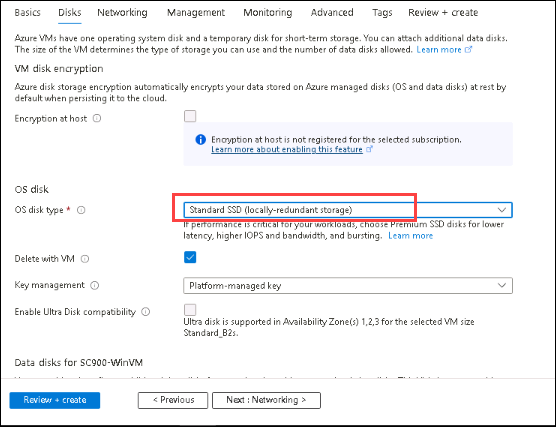 Basics Disks Networking Management Monitoring Advanced Tags Review + create
Azure VMs have one operating system disk and a temporary disk for short-term storage. You can attach additional data disks.
The size of the VM determines the type of storage you can use and the number of data disks allowed. Learn more
VM disk encryption
Azure disk storage encryption automatically encrypts your data stored on Azure managed disks (OS and data disks) at rest by
default when persisting it to the cloud.
Encryption at host
Encryption at host is not registered for the selected subscription.
Learn more about enabling this feature
OS disk
OS disk type *
Standard SSD (locally-redundant storage)
If performance is critical for your workloads, choose Premium SSD disks for lower
latency, higher IOPS and bandwidth, and bursting. Learn more
Delete with VM
Key management
Platform-managed key
Enable Ultra Disk compatibility
Ultra disk is supported in Availability Zone(s) 1,2,3 for the selected VM size
Standard_B2s.
Data disks for SC900-WinVM
Review + create
< Previous
Next : Networking >